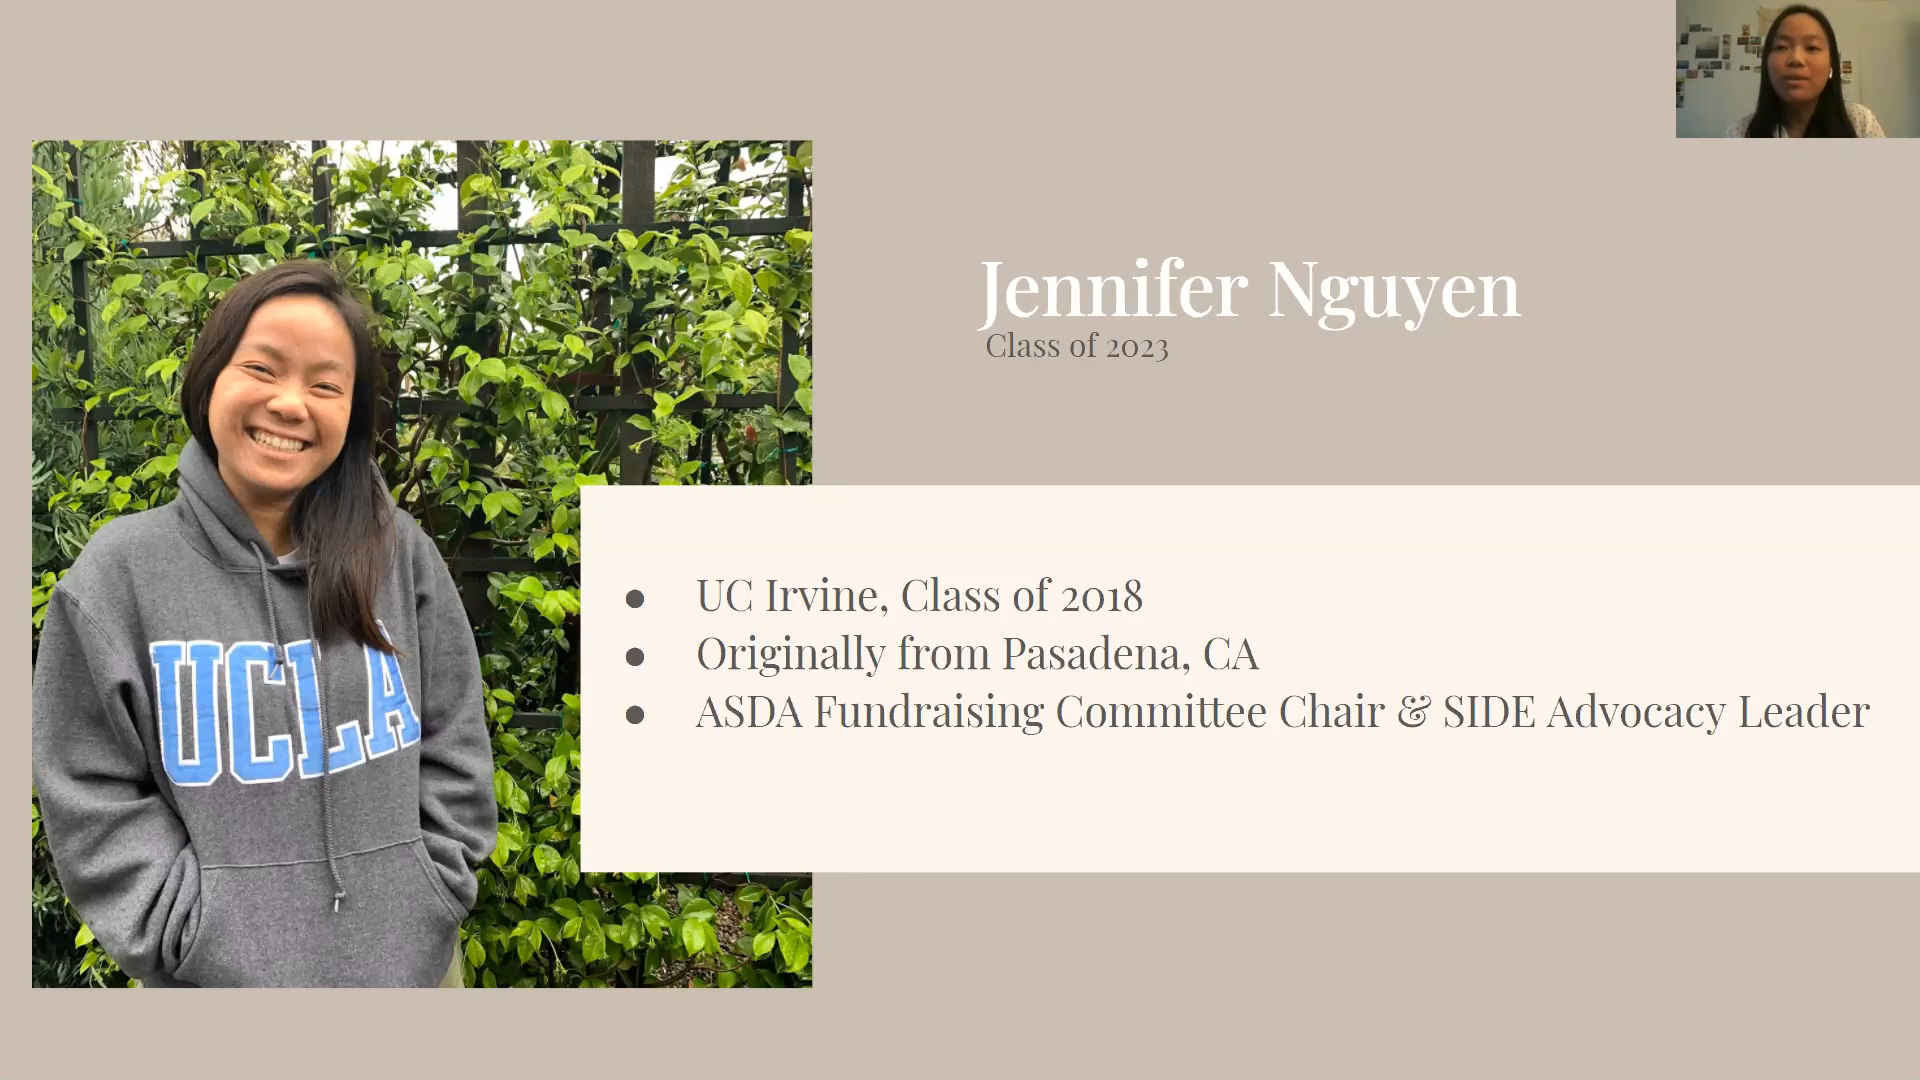 Jennifer Nguyen
Class of 2023
UCLA
● UC Irvine, Class of 2018
● Originally from Pasadena, CA
● ASDA Fundraising Committee Chair & SIDE Advocacy Leader